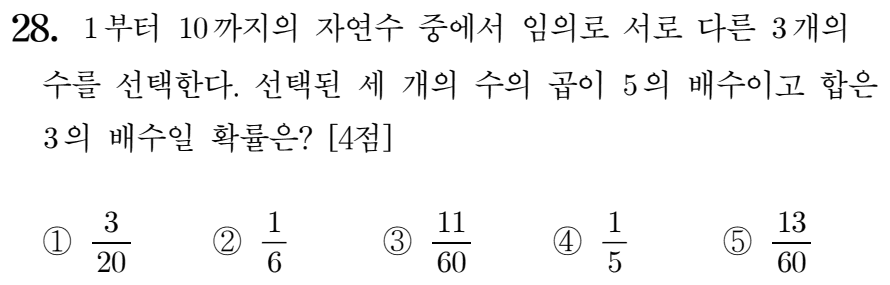 28. 1부터 10까지의 자연수 중에서 임의로 서로 다른 3개의
수를 선택한다. 선택된 세 개의 수의 곱이 5의 배수이고 합은
3의 배수일 확률은? [4점]
① 3/20 ② 1/6 ③ 11/60 ④ 1/5 ⑤ 13/60